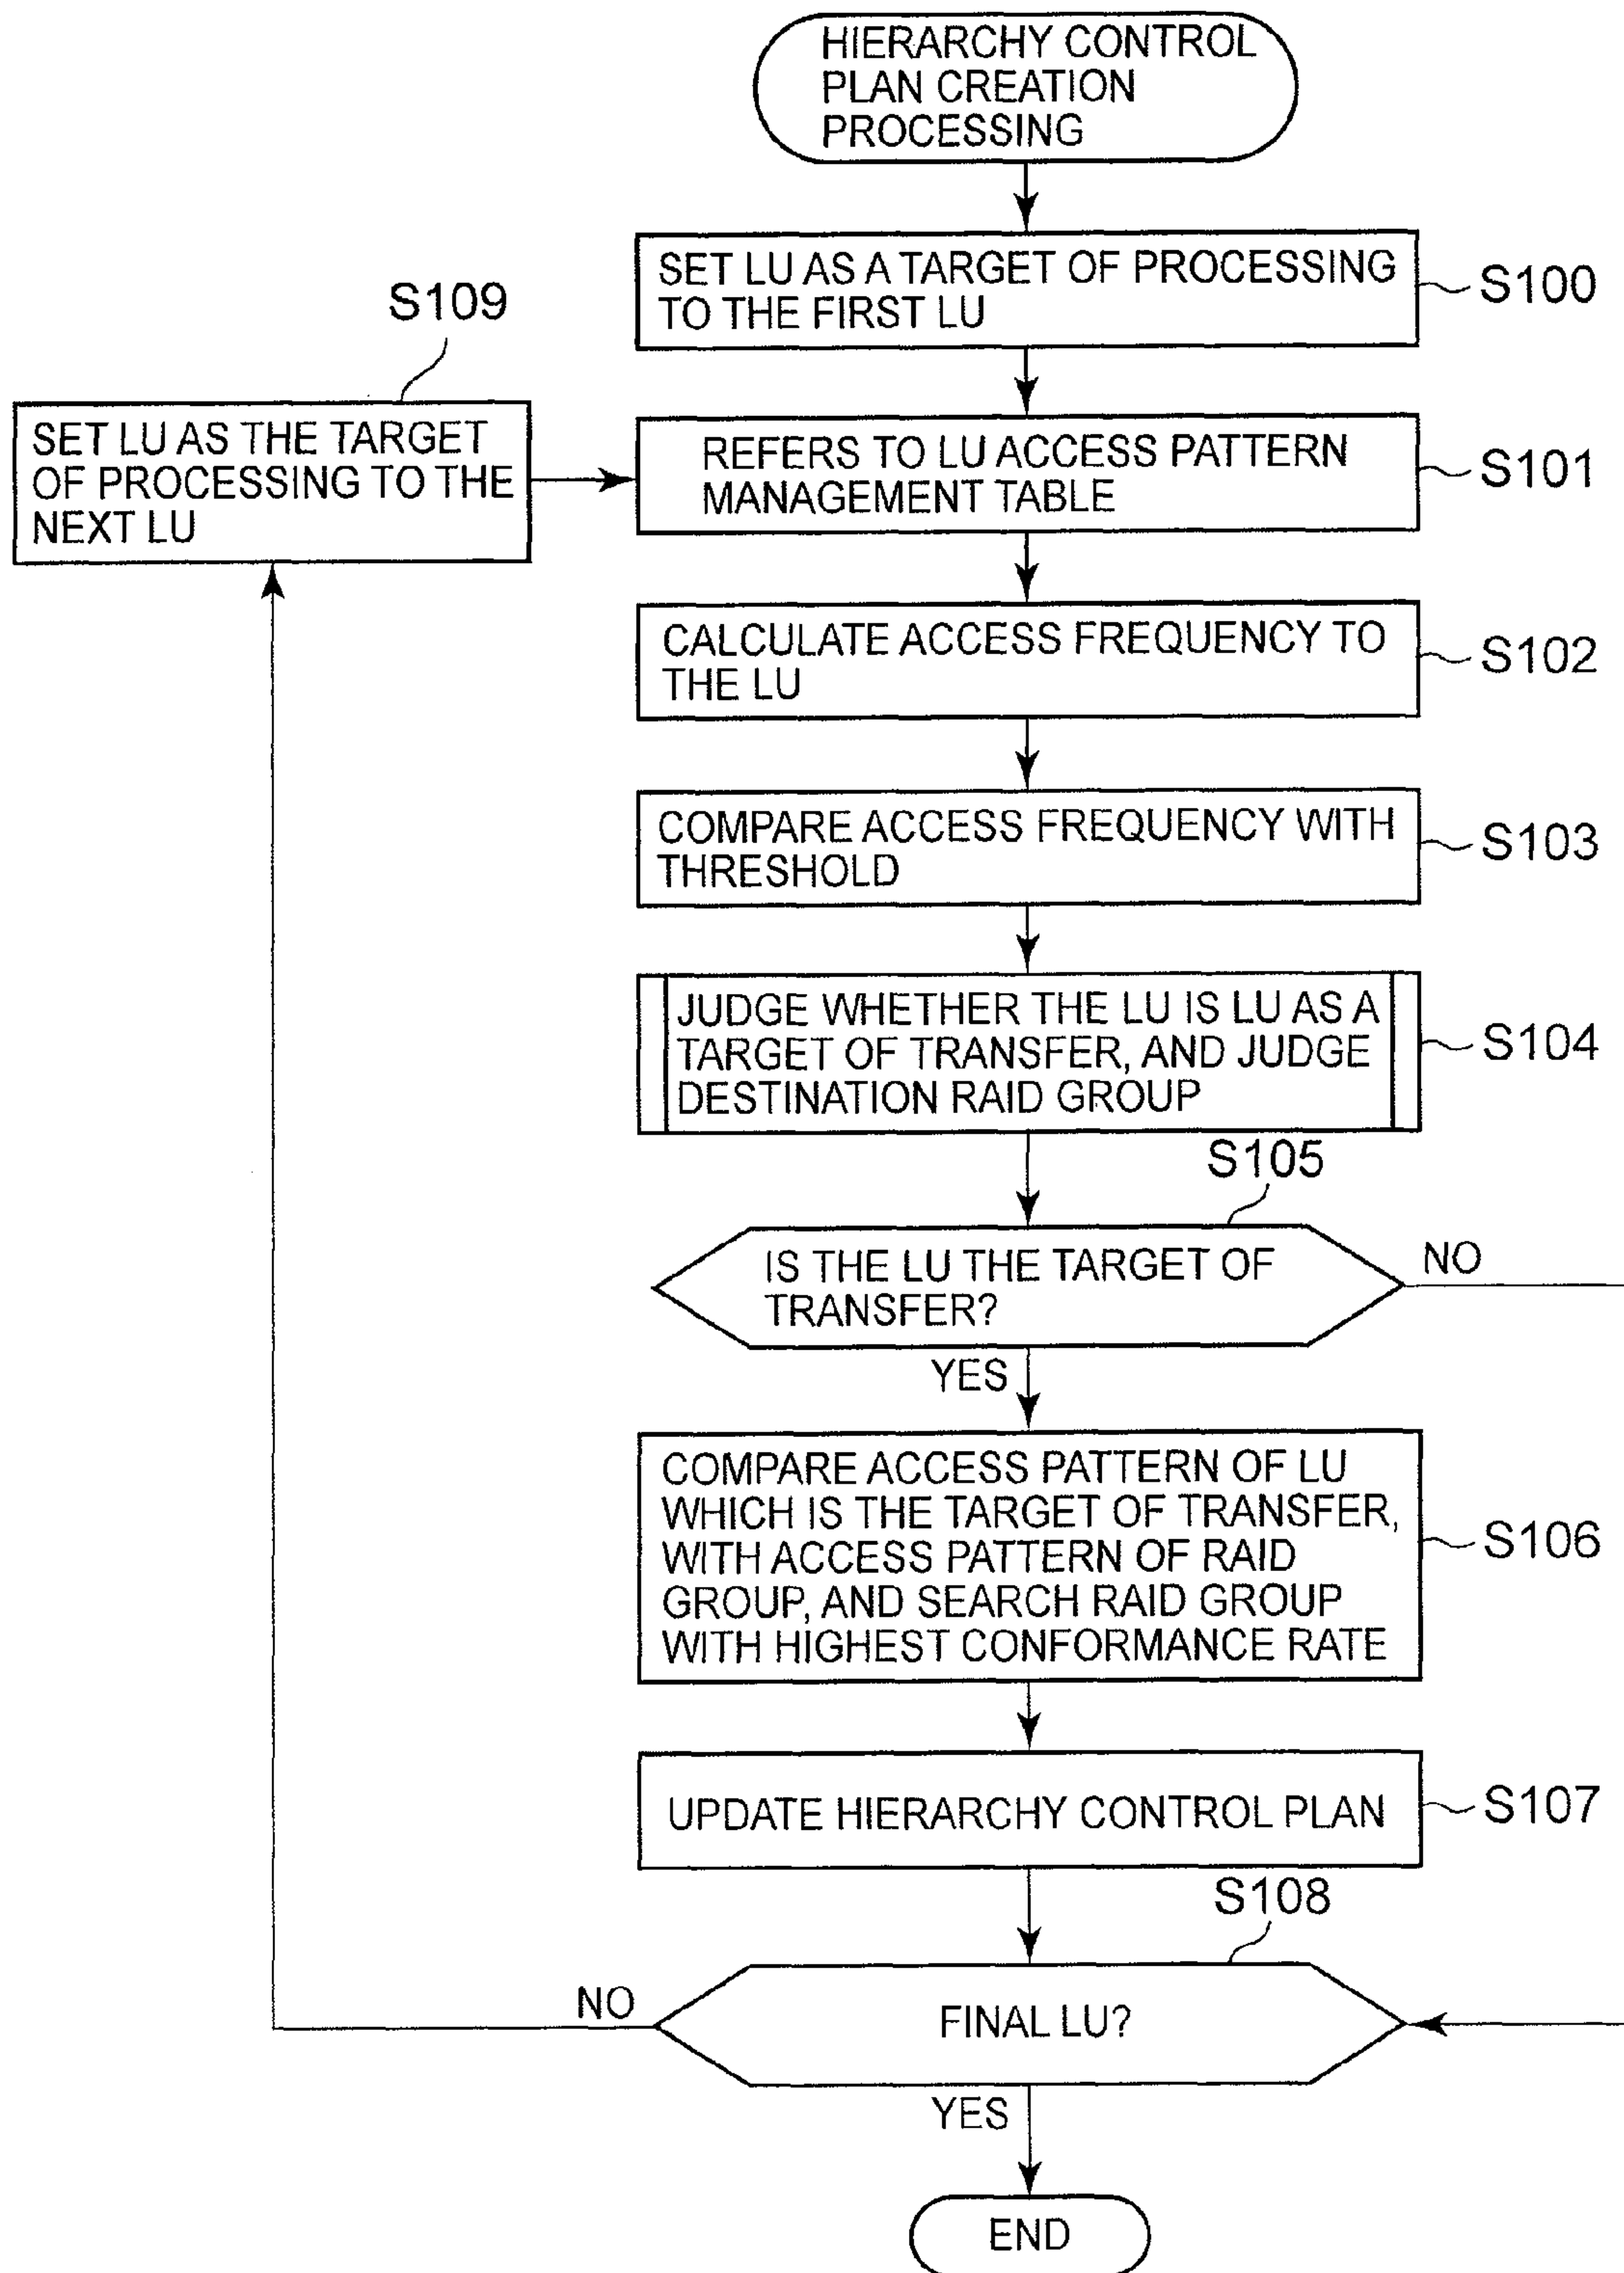 HIERARCHY CONTROL
PLAN CREATION
PROCESSING
SET LU AS A TARGET OF PROCESSING
TO THE FIRST LU
S100
S109
SET LU AS THE TARGET
OF PROCESSING TO THE
NEXT LU
REFERS TO LU ACCESS PATTERN
MANAGEMENT TABLE
S101
CALCULATE ACCESS FREQUENCY TO
THE LU
S102
COMPARE ACCESS FREQUENCY WITH
THRESHOLD
S103
JUDGE WHETHER THE LU IS LU AS A
TARGET OF TRANSFER, AND JUDGE
DESTINATION RAID GROUP
S104
S105
IS THE LU THE TARGET OF
TRANSFER?
NO
YES
COMPARE ACCESS PATTERN OF LU
WHICH IS THE TARGET OF TRANSFER,
WITH ACCESS PATTERN OF RAID
GROUP, AND SEARCH RAID GROUP
WITH HIGHEST CONFORMANCE RATE
S106
UPDATE HIERARCHY CONTROL PLAN
S107
S108
NO
FINAL LU?
YES
END